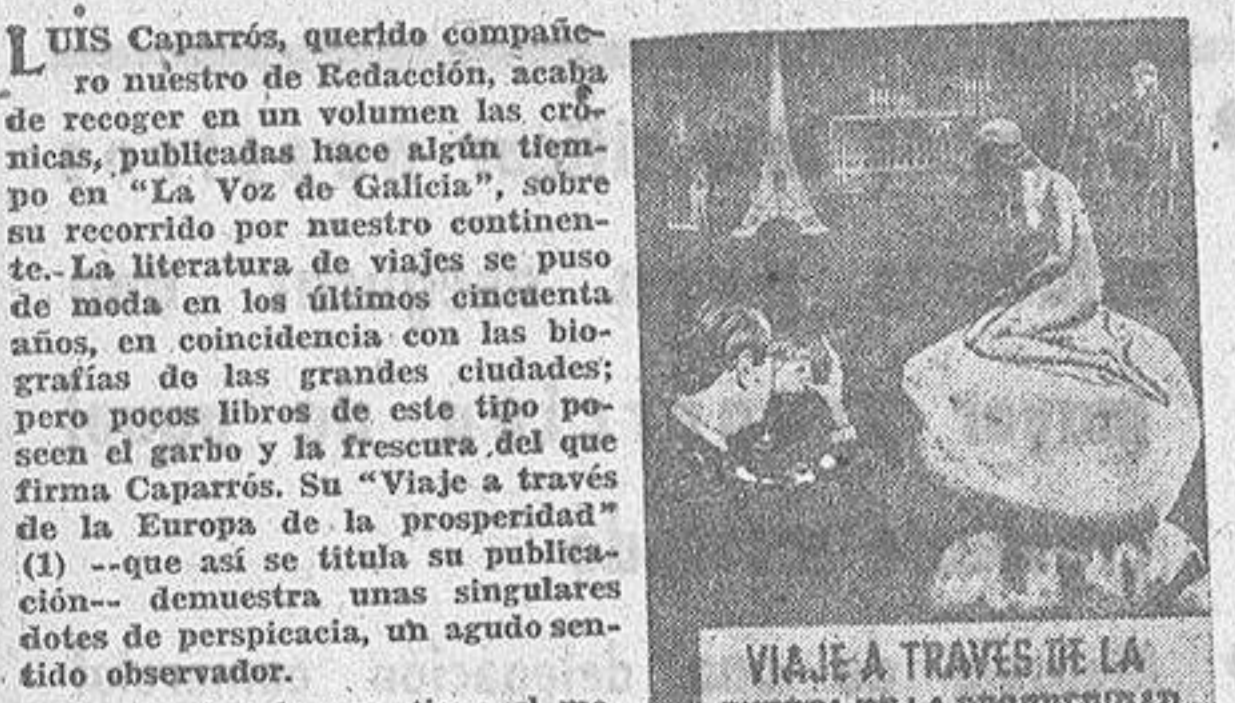 LUIS Caparrós, querido compañe-
ro nuestro de Redacción, acaba
de recoger en un volumen las cró-
nicas, publicadas hace algún tiem-
po en “La Voz de Galicia”, sobre
su recorrido por nuestro continen-
te.- La literatura de viajes se puso
de moda en los últimos cincuenta
años, en coincidencia con las bio-
grafías de las grandes ciudades;
pero pocos libros de este tipo po-
seen el garbo y la frescura del que
firma Caparrós. Su “Viaje a través
de la Europa de la prosperidad”
(1) --que así se titula su publica-
ción-- demuestra unas singulares
dotes de perspicacia, un agudo sen-
tido observador.
VIAJE A TRAVES DE LA
EUROPA DE LA PROSPERIDAD